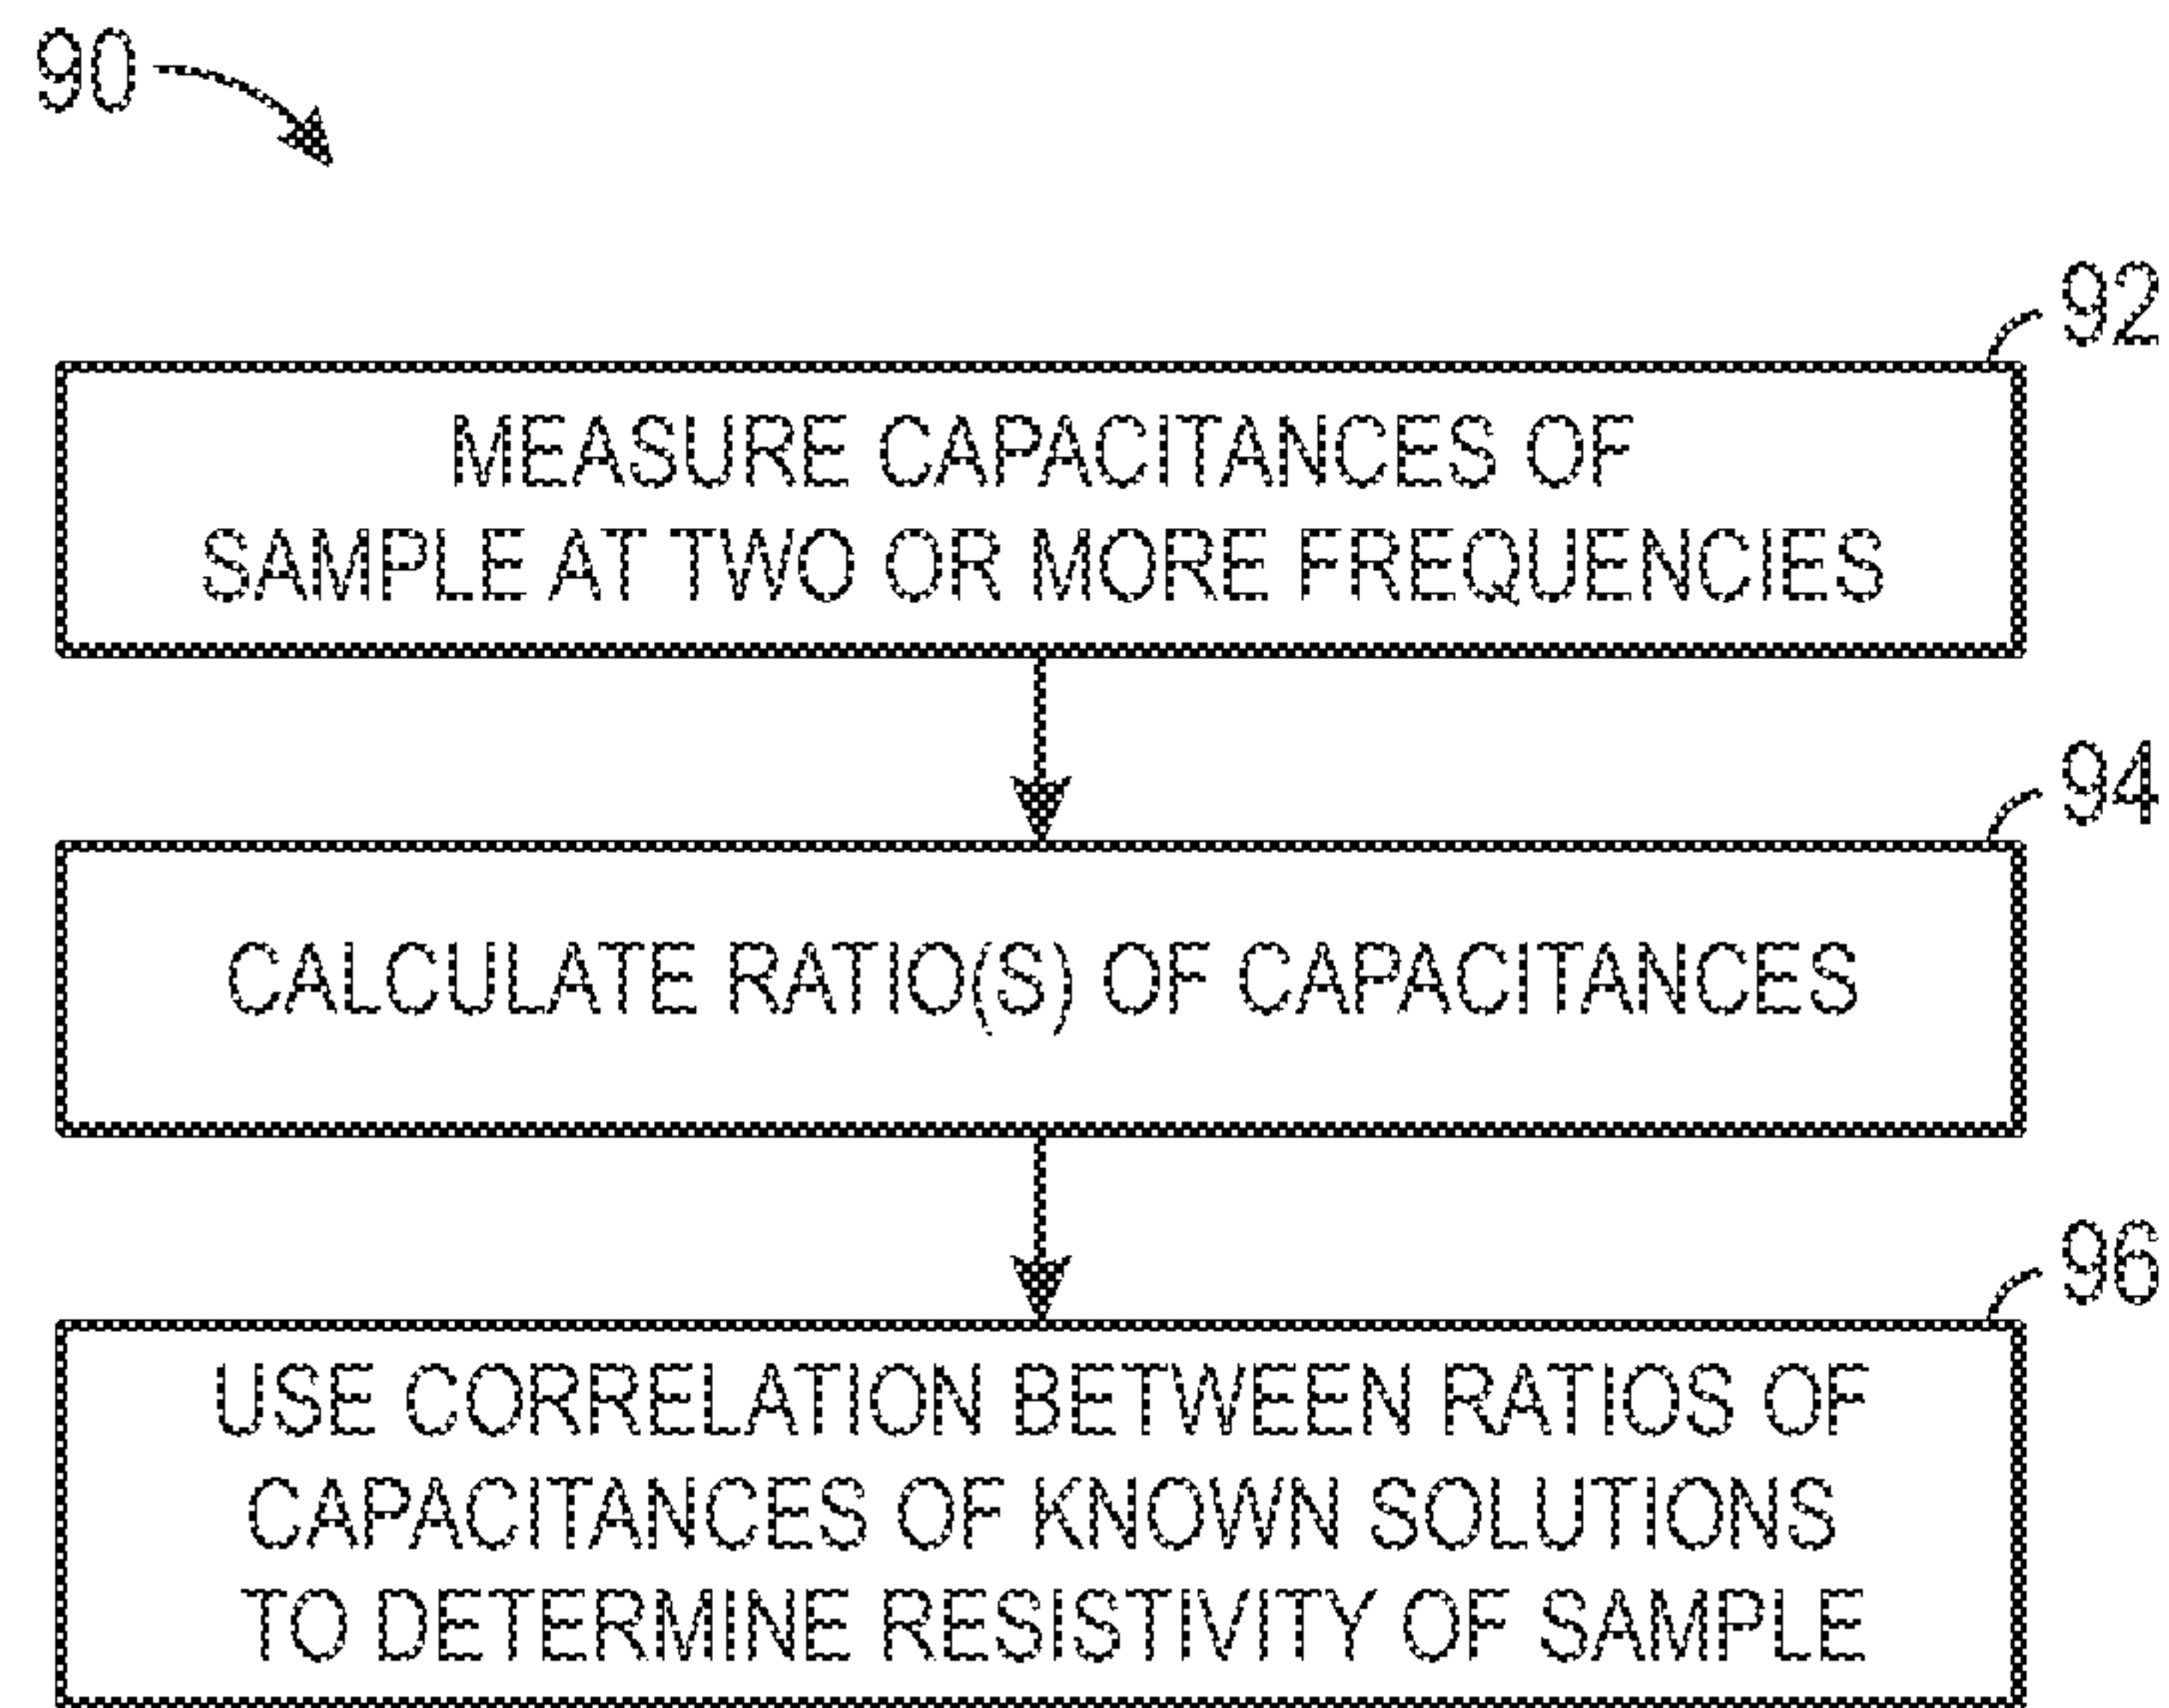 90
92
MEASURE CAPACITANCES OF
SAMPLE AT TWO OR MORE FREQUENCIES
94
CALCULATE RATIO(S) OF CAPACITANCES
96
USE CORRELATION BETWEEN RATIOS OF
CAPACITANCES OF KNOWN SOLUTIONS
TO DETERMINE RESISTIVITY OF SAMPLE